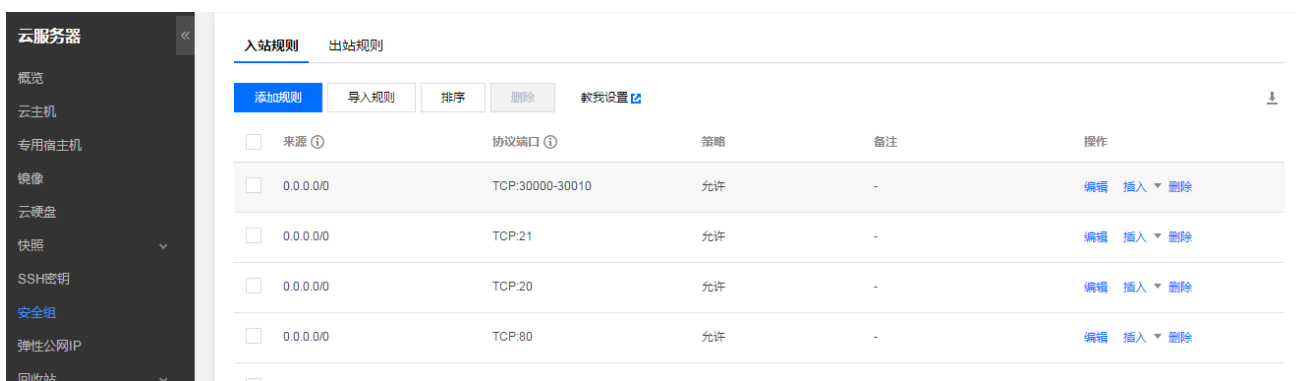 云服务器
«
概览
云主机
专用宿主机
镜像
云硬盘
快照
SSH密钥
安全组
弹性公网IP
回收站
入站规则 出站规则
添加规则 导入规则 排序 删除 教我设置
来源 协议端口 策略 备注 操作
0.0.0.0/0 TCP:30000-30010 允许 - 编辑 插入 删除
0.0.0.0/0 TCP:21 允许 - 编辑 插入 删除
0.0.0.0/0 TCP:20 允许 - 编辑 插入 删除
0.0.0.0/0 TCP:80 允许 - 编辑 插入 删除